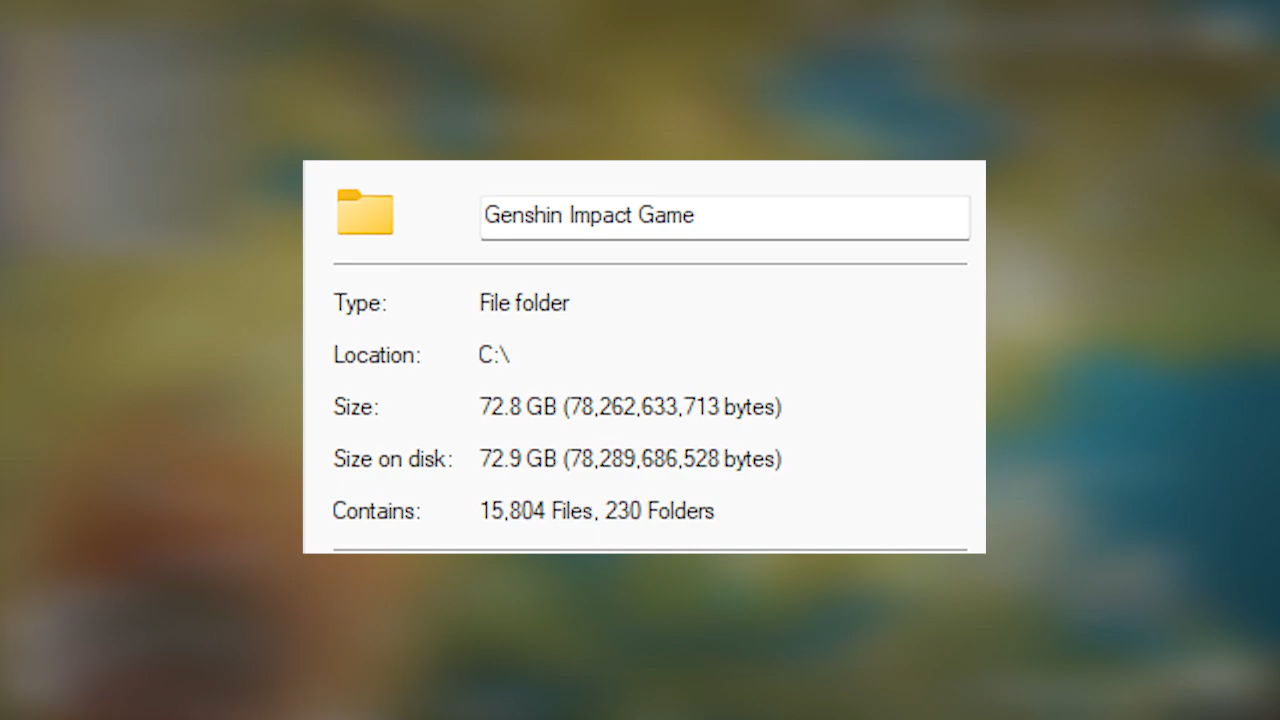 Genshin Impact Game
Type: File folder
Location: C:\
Size: 72.8 GB (78,262,633,713 bytes)
Size on disk: 72.9 GB (78,289,686,528 bytes)
Contains: 15,804 Files, 230 Folders